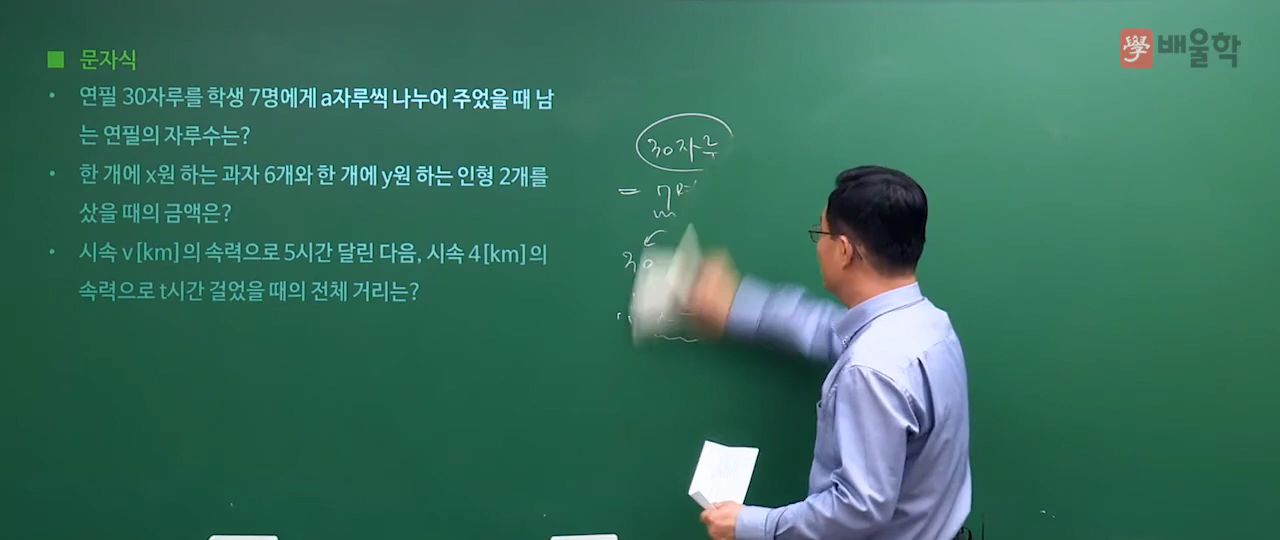 學 배울학
■ 문자식
• 연필 30자루를 학생 7명에게 a자루씩 나누어 주었을 때 남
는 연필의 자루수는?
• 한 개에 x원 하는 과자 6개와 한 개에 y원 하는 인형 2개를
샀을 때의 금액은?
• 시속 v[km]의 속력으로 5시간 달린 다음, 시속 4[km]의
속력으로 t시간 걸었을 때의 전체 거리는?
30자루
= 7명
30